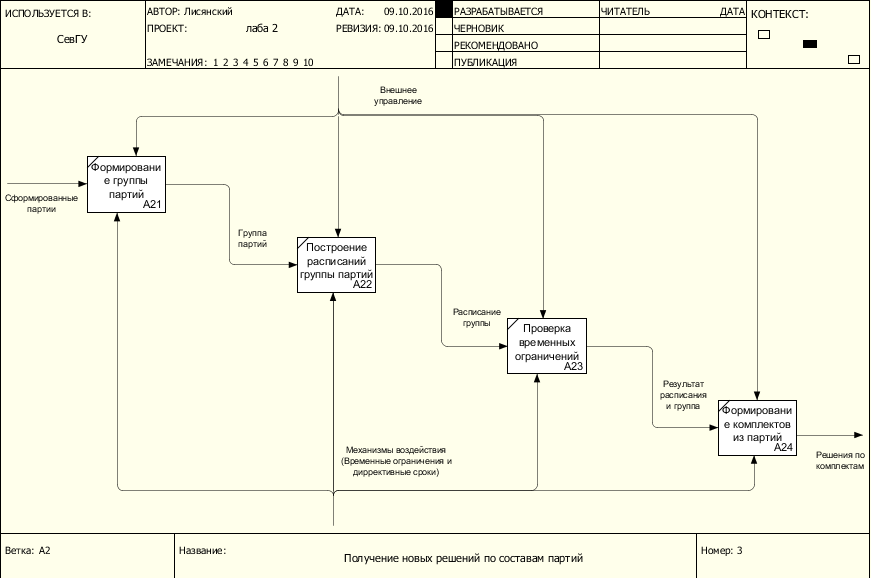 ИСПОЛЬЗУЕТСЯ В:
СевГУ
АВТОР: Лисянский
ДАТА: 09.10.2016
ПРОЕКТ: лаба 2
РЕВИЗИЯ: 09.10.2016
ЗАМЕЧАНИЯ: 1 2 3 4 5 6 7 8 9 10
РАЗРАБАТЫВАЕТСЯ
ЧЕРНОВИК
РЕКОМЕНДОВАНО
ПУБЛИКАЦИЯ
ЧИТАТЕЛЬ ДАТА
КОНТЕКСТ:
Внешнее
управление
Сформированные
партии
Формировани
е группы
партий
A21
Группа
партий
Построение
расписаний
группы партий
A22
Расписание
группы
Проверка
временных
ограничений
A23
Результат
расписания
и группа
Формировани
е комплектов
из партий
A24
Решения по
комплектам
Механизмы воздействия
(Временные ограничения и
диррективные сроки)
Ветка: A2
Название:
Получение новых решений по составам партий
Номер: 3